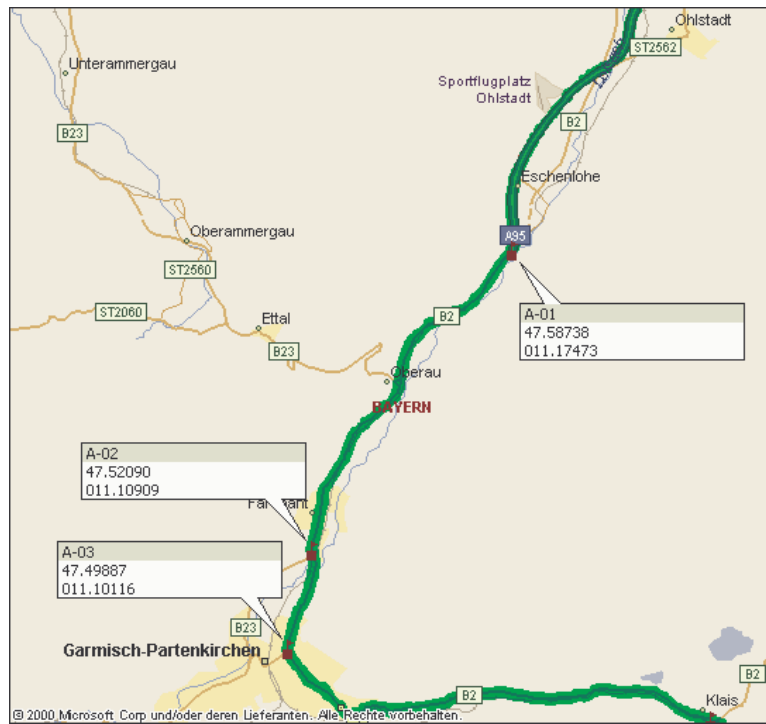 Ohlstadt
ST2562
Unterammergau
Sportflugplatz
Ohlstadt
B2
B23
Eschenlohe
Oberammergau
A95
ST2560
A-01
47.58738
011.17473
ST2060
Ettal
B2
B23
Oberau
BAYERN
A-02
47.52090
011.10909
A-03
47.49887
011.10116
B23
Garmisch-Partenkirchen
B2
B2
Klais
© 2000 Microsoft Corp und/oder deren Lieferanten. Alle Rechte vorbehalten.